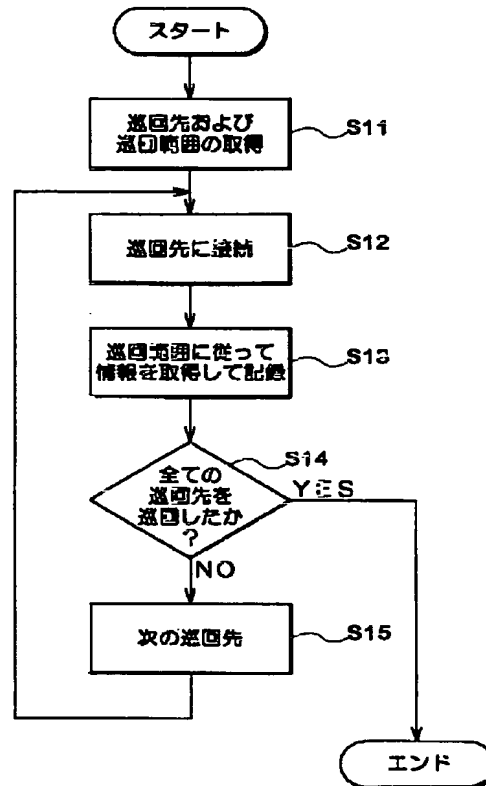 スタート
巡回先および
巡回範囲の取得
S11
巡回先に接続
S12
巡回範囲に従って
情報を取得して記録
S13
S14
全ての
巡回先を
巡回したか
?
YES
NO
次の巡回先
S15
エンド